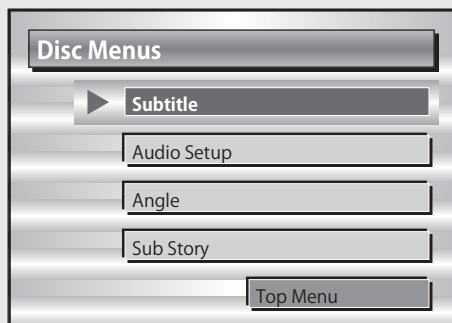 Disc Menus
Subtitle
Audio Setup
Angle
Sub Story
Top Menu